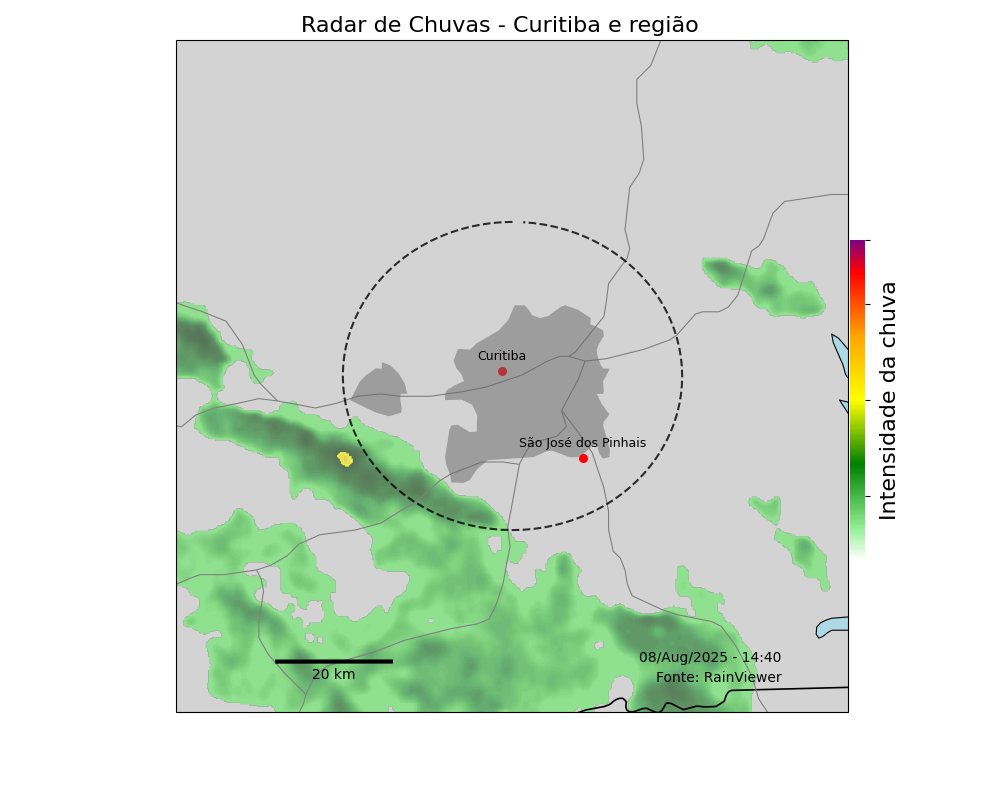 Radar de Chuvas - Curitiba e região
Curitiba
São José dos Pinhais
Intensidade da chuva
08/Aug/2025 - 14:40
Fonte: RainViewer
20 km